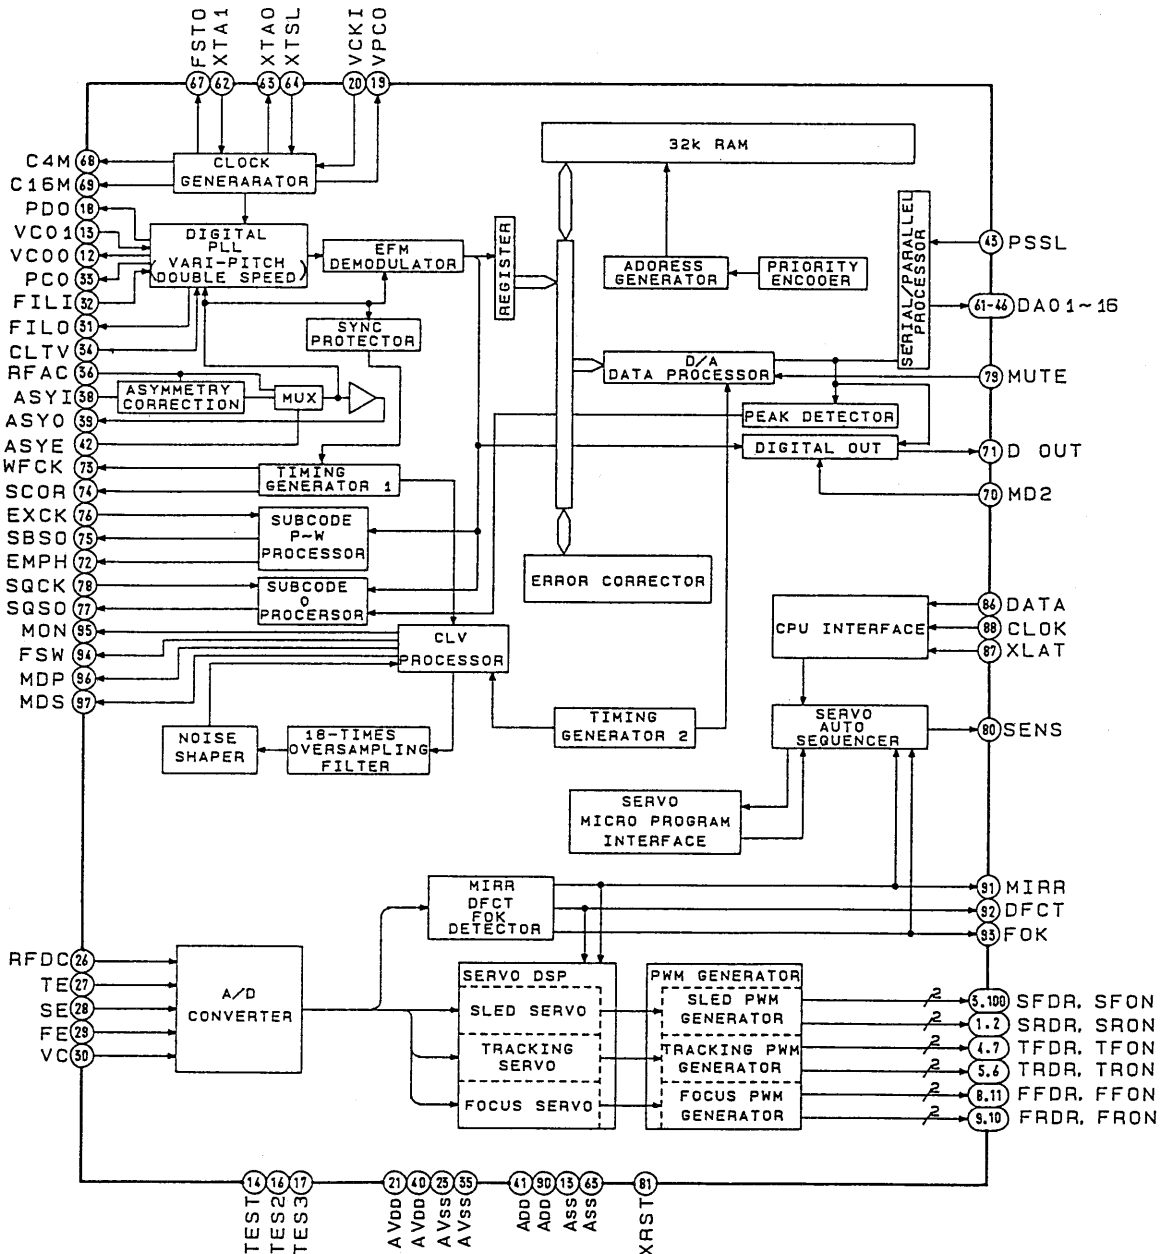 FSTO
XTA1
XTAO
XTSL
VCKI
VPCO
67 62 63 64 20 19
32k RAM
C4M 68
CLOCK
GENERARATOR
C16M 69
PDO 18
VCO1 13
VCOO 12
PCO 33
FILI 32
FILO 31
CLTV 34
RFAC 36
ASYI 38
ASYO 39
ASYE 42
WFCK 73
SCOR 74
EXCK 76
SBSO 75
EMPH 72
SQCK 78
SQSO 77
MON 95
FSW 94
MDP 96
MDS 97
DIGITAL
PLL
( VARI-PITCH
DOUBLE SPEED )
EFM
DEMODULATOR
REGISTER
ADDRESS
GENERATOR
PRIORITY
ENCOOER
SERIAL/PARALLEL
PROCESSOR
43 PSSL
61-46 DA01~16
SYNC
PROTECTOR
D/A
DATA PROCESSOR
79 MUTE
ASYMMETRY
CORRECTION
MUX
PEAK DETECTOR
DIGITAL OUT
71 D OUT
70 MD2
TIMING
GENERATOR 1
SUBCODE
P~W
PROCESSOR
ERROR CORRECTOR
SUBCODE
O
PROCERSOR
CPU INTERFACE
86 DATA
88 CLOK
87 XLAT
CLV
PROCESSOR
NOISE
SHAPER
18-TIMES
OVERSAMPLING
FILTER
TIMING
GENERATOR 2
SERVO
AUTO
SEQUENCER
80 SENS
SERVO
MICRO PROGRAM
INTERFACE
MIRR
DFCT
FOK
DETECTOR
91 MIRR
92 DFCT
93 FOK
RFDC 26
TE 27
SE 28
FE 29
VC 30
A/D
CONVERTER
SERVO DSP
SLED SERVO
TRACKING
SERVO
FOCUS SERVO
PWM GENERATOR
SLED PWM
GENERATOR
TRACKING PWM
GENERATOR
FOCUS PWM
GENERATOR
2 3.100 SFDR, SFON
2 1.2 SRDR, SRON
2 4.7 TFDR, TFON
2 5.6 TRDR, TRON
2 8.11 FFDR, FFON
2 9.10 FRDR, FRON
14 16 17 21 40 23 35 41 90 13 65 81
TEST
TES2
TES3
AVDD
AVDD
AVSS
AVSS
ADD
ADD
ASS
ASS
XRST